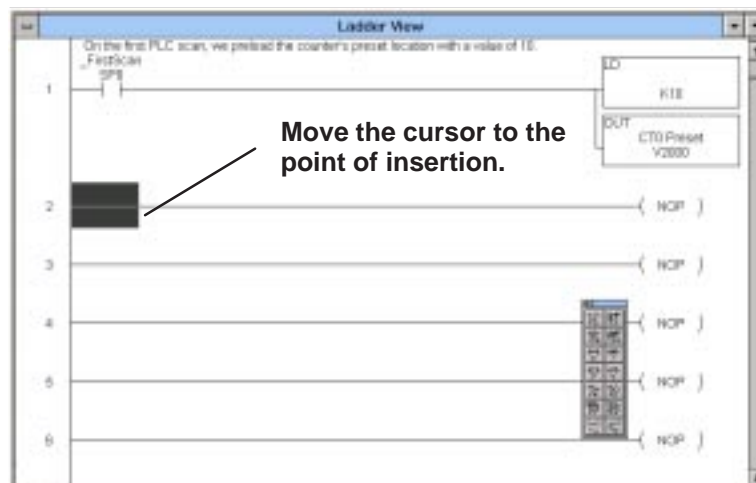 Ladder View
On the first PLC scan, we preload the counter's preset location with a value of 10.
_FirstScan
SP0
1
LD
K10
OUT
CT0 Preset
V2000
Move the cursor to the
point of insertion.
2
( NOP )
3
( NOP )
4
( NOP )
5
( NOP )
6
( NOP )